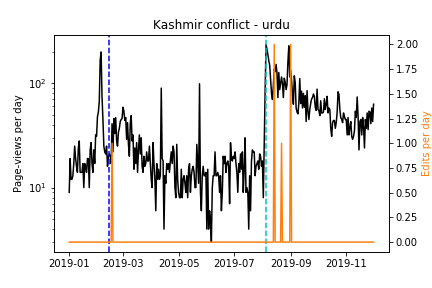 Kashmir conflict - urdu
Page-views per day
10²
10¹
Edits per day
2.00
1.75
1.50
1.25
1.00
0.75
0.50
0.25
0.00
2019-01 2019-03 2019-05 2019-07 2019-09 2019-11